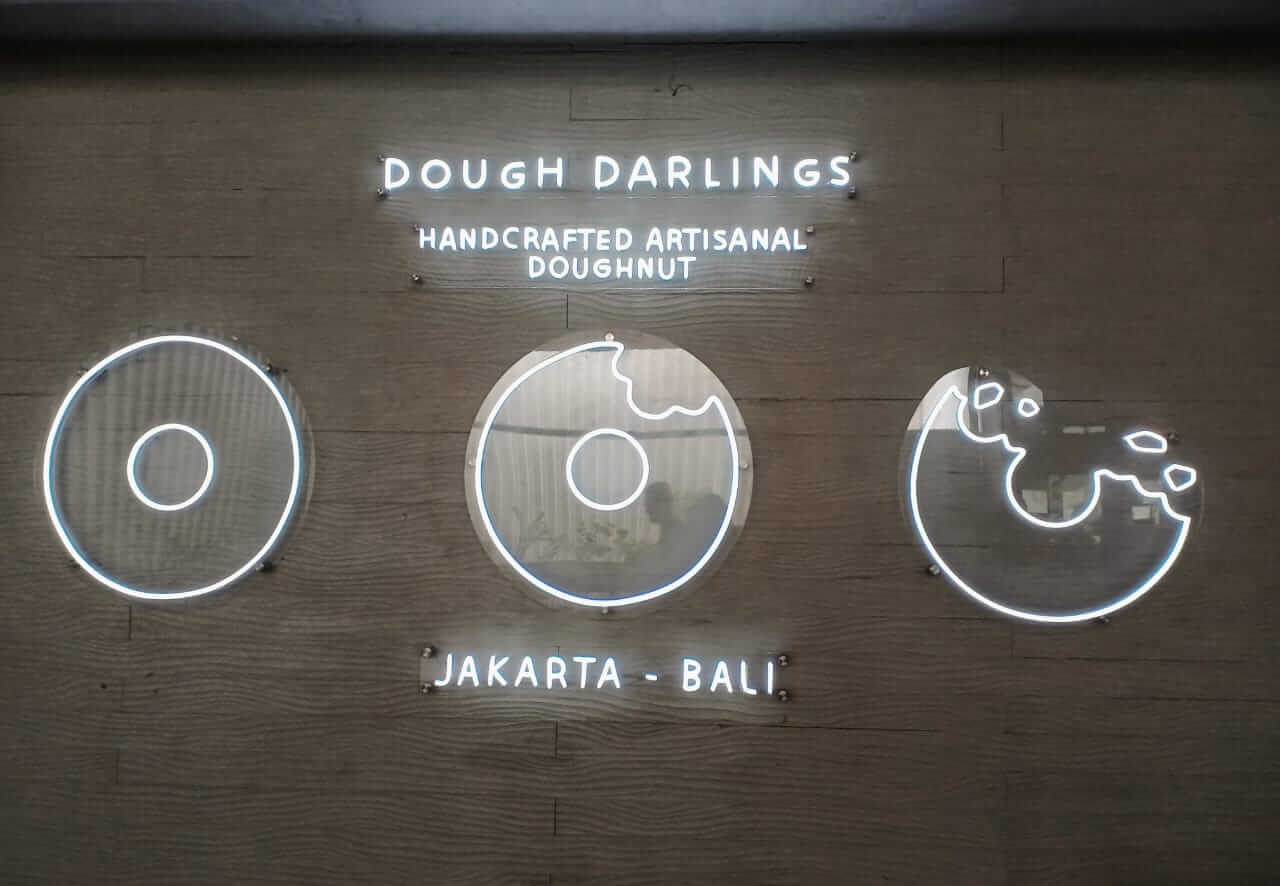 DOUGH DARLINGS
HANDCRAFTED ARTISANAL
DOUGHNUT
JAKARTA - BALI